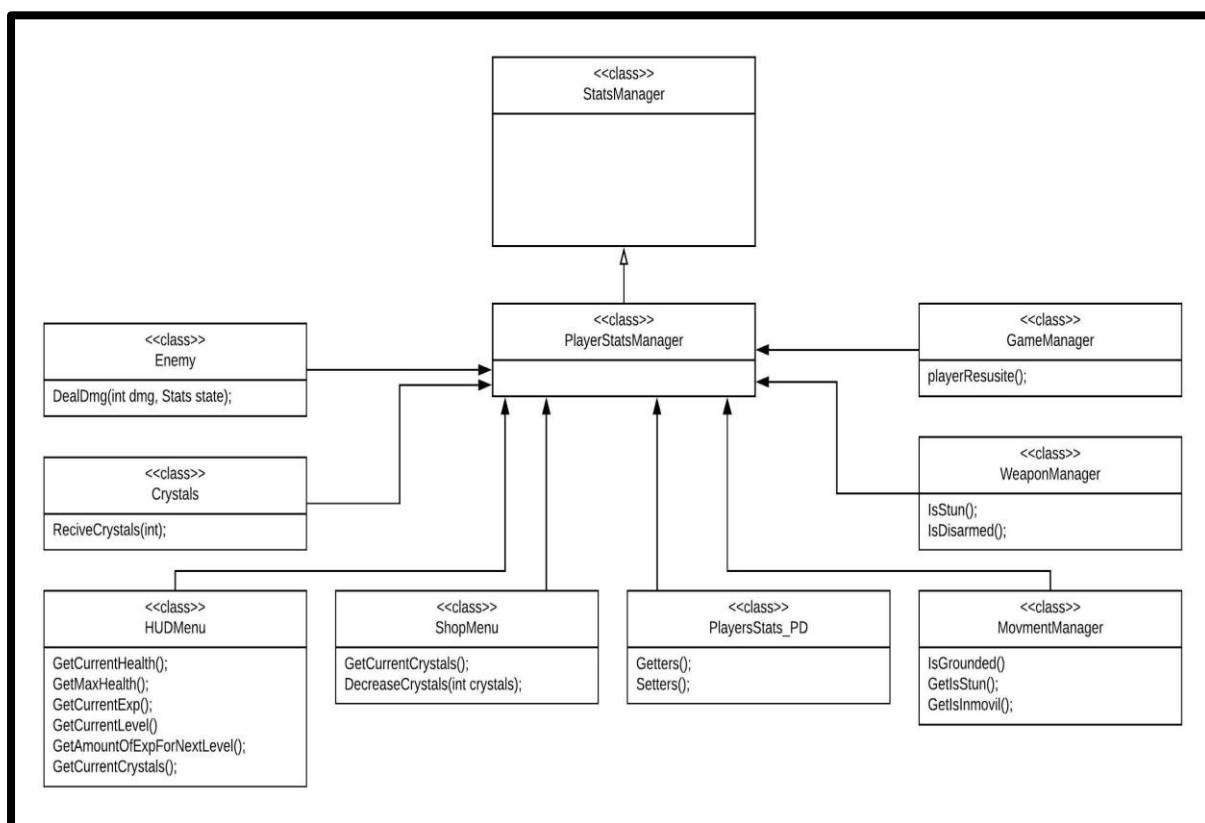 <<class>>
StatsManager
<<class>>
PlayerStatsManager
<<class>>
Enemy
DealDmg(int dmg, Stats state);
<<class>>
GameManager
playerResusite();
<<class>>
Crystals
ReciveCrystals(int);
<<class>>
WeaponManager
IsStun();
IsDisarmed();
<<class>>
HUDMenu
GetCurrentHealth();
GetMaxHealth();
GetCurrentExp();
GetCurrentLevel()
GetAmountOfExpForNextLevel();
GetCurrentCrystals();
<<class>>
ShopMenu
GetCurrentCrystals();
DecreaseCrystals(int crystals);
<<class>>
PlayersStats_PD
Getters();
Setters();
<<class>>
MovmentManager
IsGrounded()
GetIsStun();
GetIsInmovil();